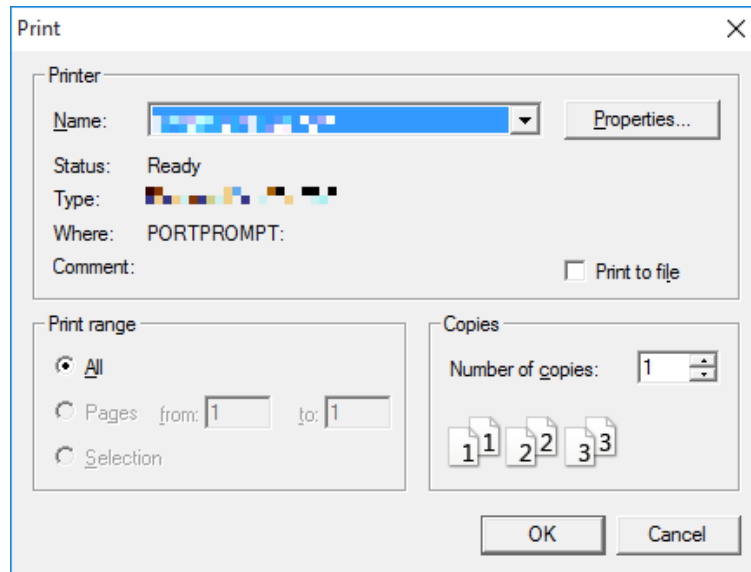 Print
Printer
Name:
Properties...
Status: Ready
Type:
Where: PORTPROMPT:
Comment:
Print to file
Print range
All
Pages from: 1 to: 1
Selection
Copies
Number of copies: 1
1 1 2 2 3 3
OK Cancel